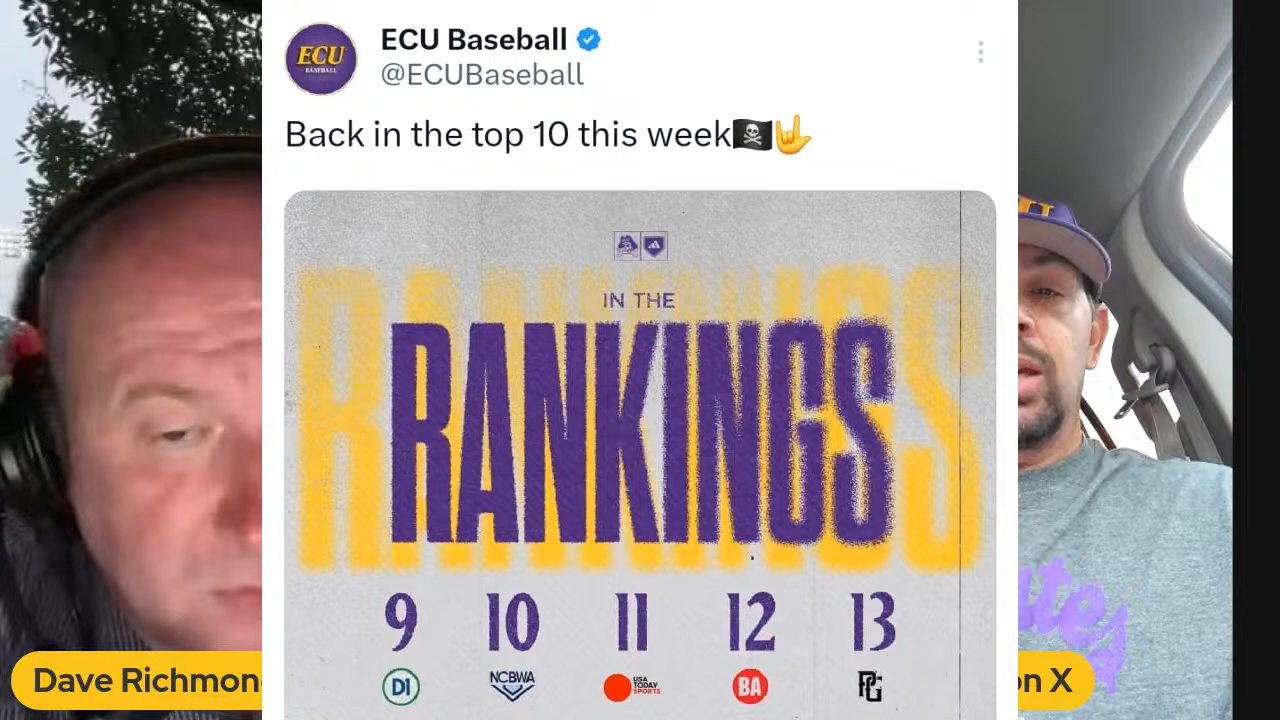 ECU
BASEBALL
ECU Baseball
@ECUBaseball
Back in the top 10 this week🏴‍☠️🤟
IN THE
RANKINGS
RANKINGS
9 10 11 12 13
D1
NCBWA
USA
TODAY
SPORTS
BA
PG
Dave Richmon
on X